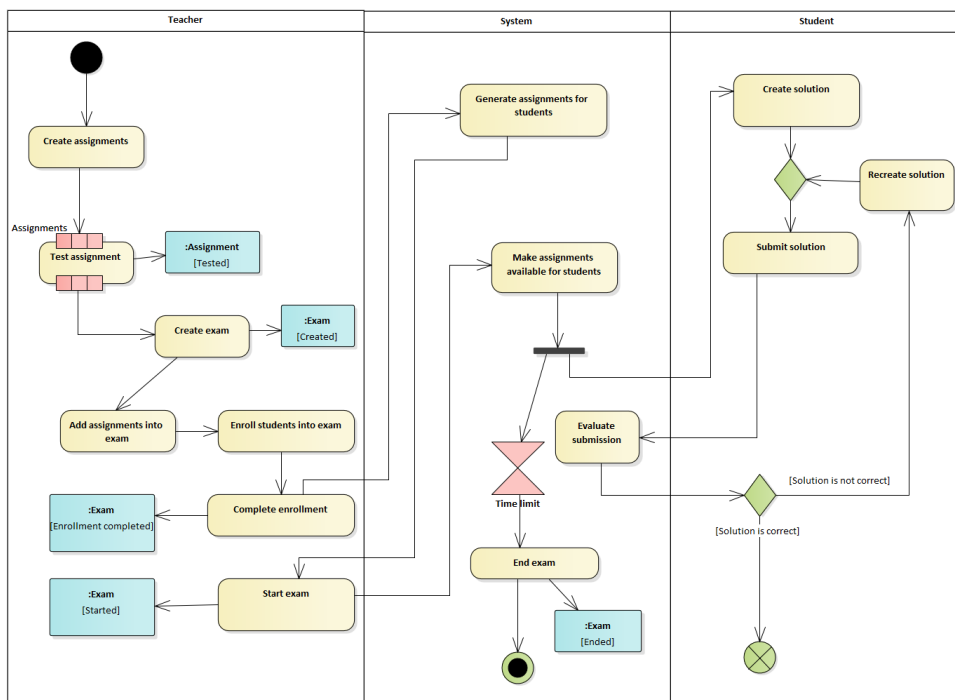 Teacher
System
Student
Create assignments
Assignments
Test assignment
:Assignment
[Tested]
Create exam
:Exam
[Created]
Add assignments into
exam
Enroll students into exam
:Exam
[Enrollment completed]
Complete enrollment
:Exam
[Started]
Start exam
Generate assignments for
students
Make assignments
available for students
Evaluate
submission
Time limit
End exam
:Exam
[Ended]
Create solution
Recreate solution
Submit solution
[Solution is not correct]
[Solution is correct]